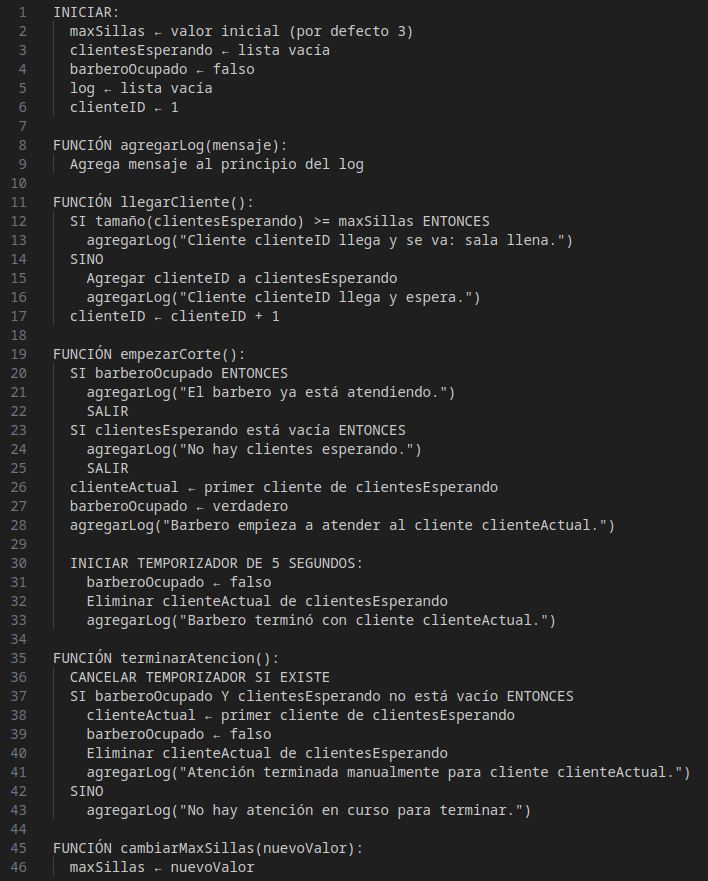 1 INICIAR:
2 maxSillas ← valor inicial (por defecto 3)
3 clientesEsperando ← lista vacía
4 barberoOcupado ← falso
5 log ← lista vacía
6 clienteID ← 1
7
8 FUNCIÓN agregarLog(mensaje):
9 Agrega mensaje al principio del log
10
11 FUNCIÓN llegarCliente():
12 SI tamaño(clientesEsperando) >= maxSillas ENTONCES
13 agregarLog("Cliente clienteID llega y se va: sala llena.")
14 SINO
15 Agregar clienteID a clientesEsperando
16 agregarLog("Cliente clienteID llega y espera.")
17 clienteID ← clienteID + 1
18
19 FUNCIÓN empezarCorte():
20 SI barberoOcupado ENTONCES
21 agregarLog("El barbero ya está atendiendo.")
22 SALIR
23 SI clientesEsperando está vacía ENTONCES
24 agregarLog("No hay clientes esperando.")
25 SALIR
26 clienteActual ← primer cliente de clientesEsperando
27 barberoOcupado ← verdadero
28 agregarLog("Barbero empieza a atender al cliente clienteActual.")
29
30 INICIAR TEMPORIZADOR DE 5 SEGUNDOS:
31 barberoOcupado ← falso
32 Eliminar clienteActual de clientesEsperando
33 agregarLog("Barbero terminó con cliente clienteActual.")
34
35 FUNCIÓN terminarAtencion():
36 CANCELAR TEMPORIZADOR SI EXISTE
37 SI barberoOcupado Y clientesEsperando no está vacío ENTONCES
38 clienteActual ← primer cliente de clientesEsperando
39 barberoOcupado ← falso
40 Eliminar clienteActual de clientesEsperando
41 agregarLog("Atención terminada manualmente para cliente clienteActual.")
42 SINO
43 agregarLog("No hay atención en curso para terminar.")
44
45 FUNCIÓN cambiarMaxSillas(nuevoValor):
46 maxSillas ← nuevoValor